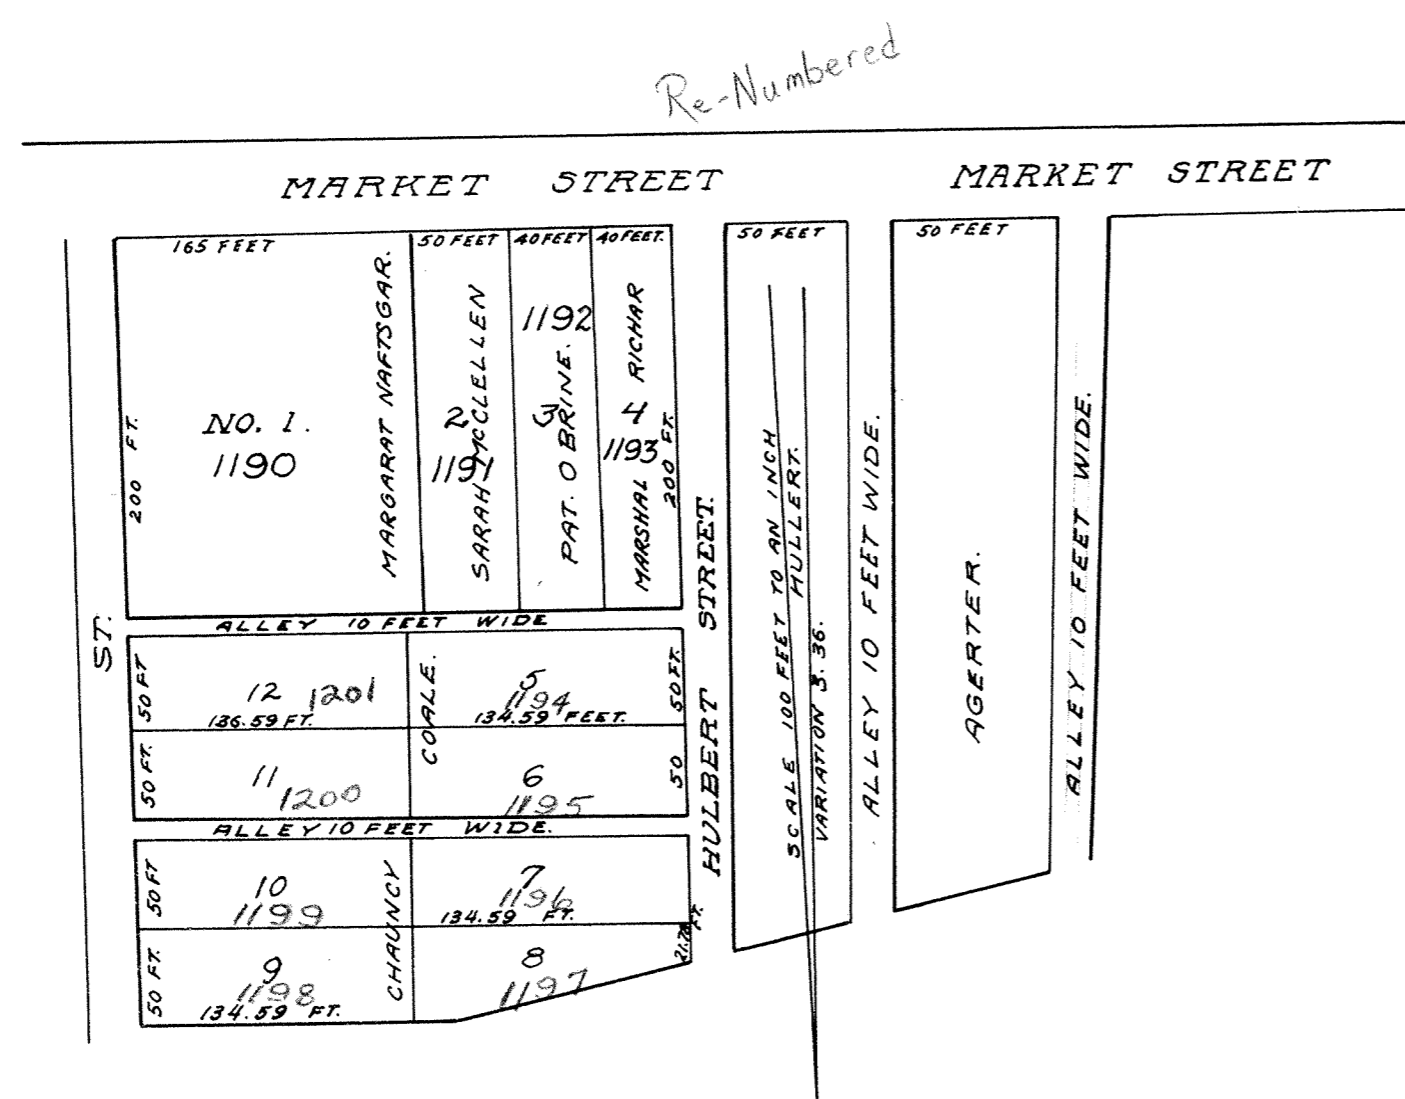 Re-Numbered
MARKET STREET
MARKET STREET
165 FEET
50 FEET
40 FEET
40 FEET.
50 FEET
50 FEET
NO. 1.
1190
200 FT.
MARGARAT NAFTSGAR.
2
1191
SARAH McCLELLEN
1192
3
PAT. O BRINE.
4
1193
MARSHAL RICHAR
200 FT.
ST.
ALLEY 10 FEET WIDE
50 FT
12 1201
136.59 FT.
COALE.
5
1194
134.59 FEET.
50 FT.
50 FT.
11
1200
6
1195
50
ALLEY 10 FEET WIDE.
50 FT
10
1199
CHAUNCY
7
1196
134.59 FT.
50 FT.
9
1198
134.59 FT.
8
1197
FT.
HULBERT STREET.
SCALE 100 FEET TO AN INCH
HULLERT.
VARIATION 3.36.
ALLEY 10 FEET WIDE.
AGERTER.
ALLEY 10 FEET WIDE.